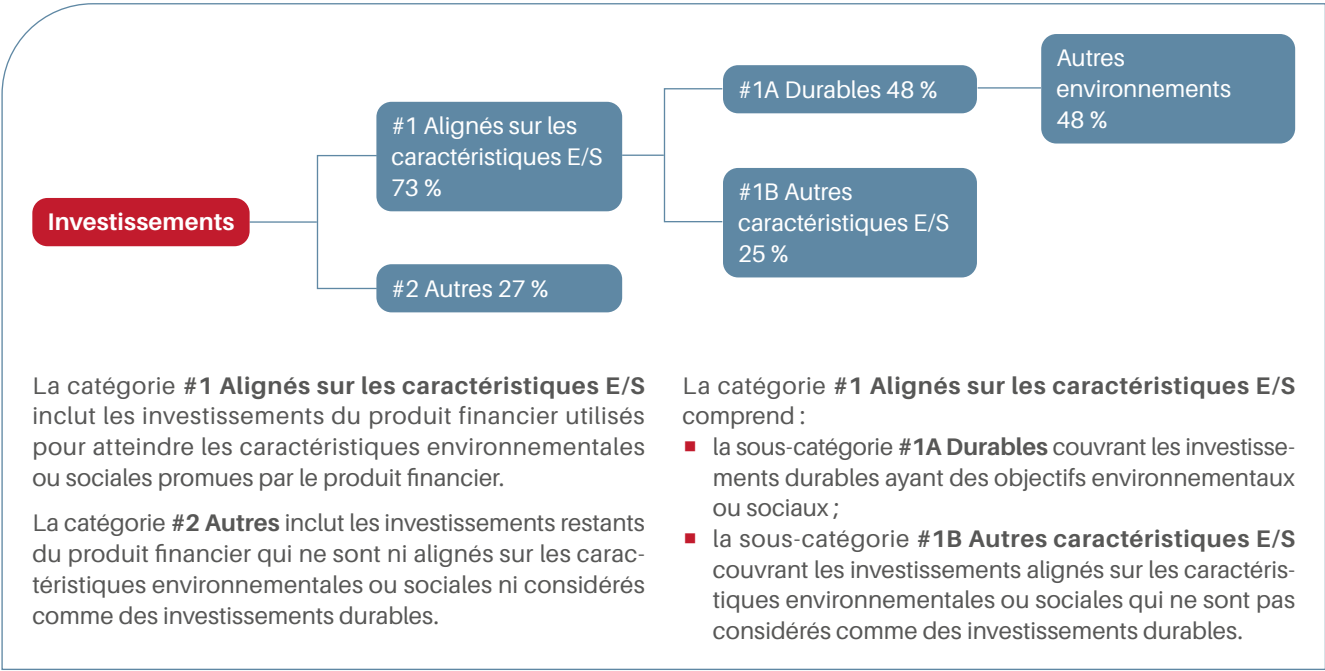 Investissements
#1 Alignés sur les
caractéristiques E/S
73 %
#2 Autres 27 %
#1A Durables 48 %
#1B Autres
caractéristiques E/S
25 %
Autres
environnements
48 %
La catégorie #1 Alignés sur les caractéristiques E/S
inclut les investissements du produit financier utilisés
pour atteindre les caractéristiques environnementales
ou sociales promues par le produit financier.
La catégorie #2 Autres inclut les investissements restants
du produit financier qui ne sont ni alignés sur les carac-
téristiques environnementales ou sociales ni considérés
comme des investissements durables.
La catégorie #1 Alignés sur les caractéristiques E/S
comprend :
■ la sous-catégorie #1A Durables couvrant les investisse-
ments durables ayant des objectifs environnementaux
ou sociaux ;
■ la sous-catégorie #1B Autres caractéristiques E/S
couvrant les investissements alignés sur les caractéris-
tiques environnementales ou sociales qui ne sont pas
considérés comme des investissements durables.